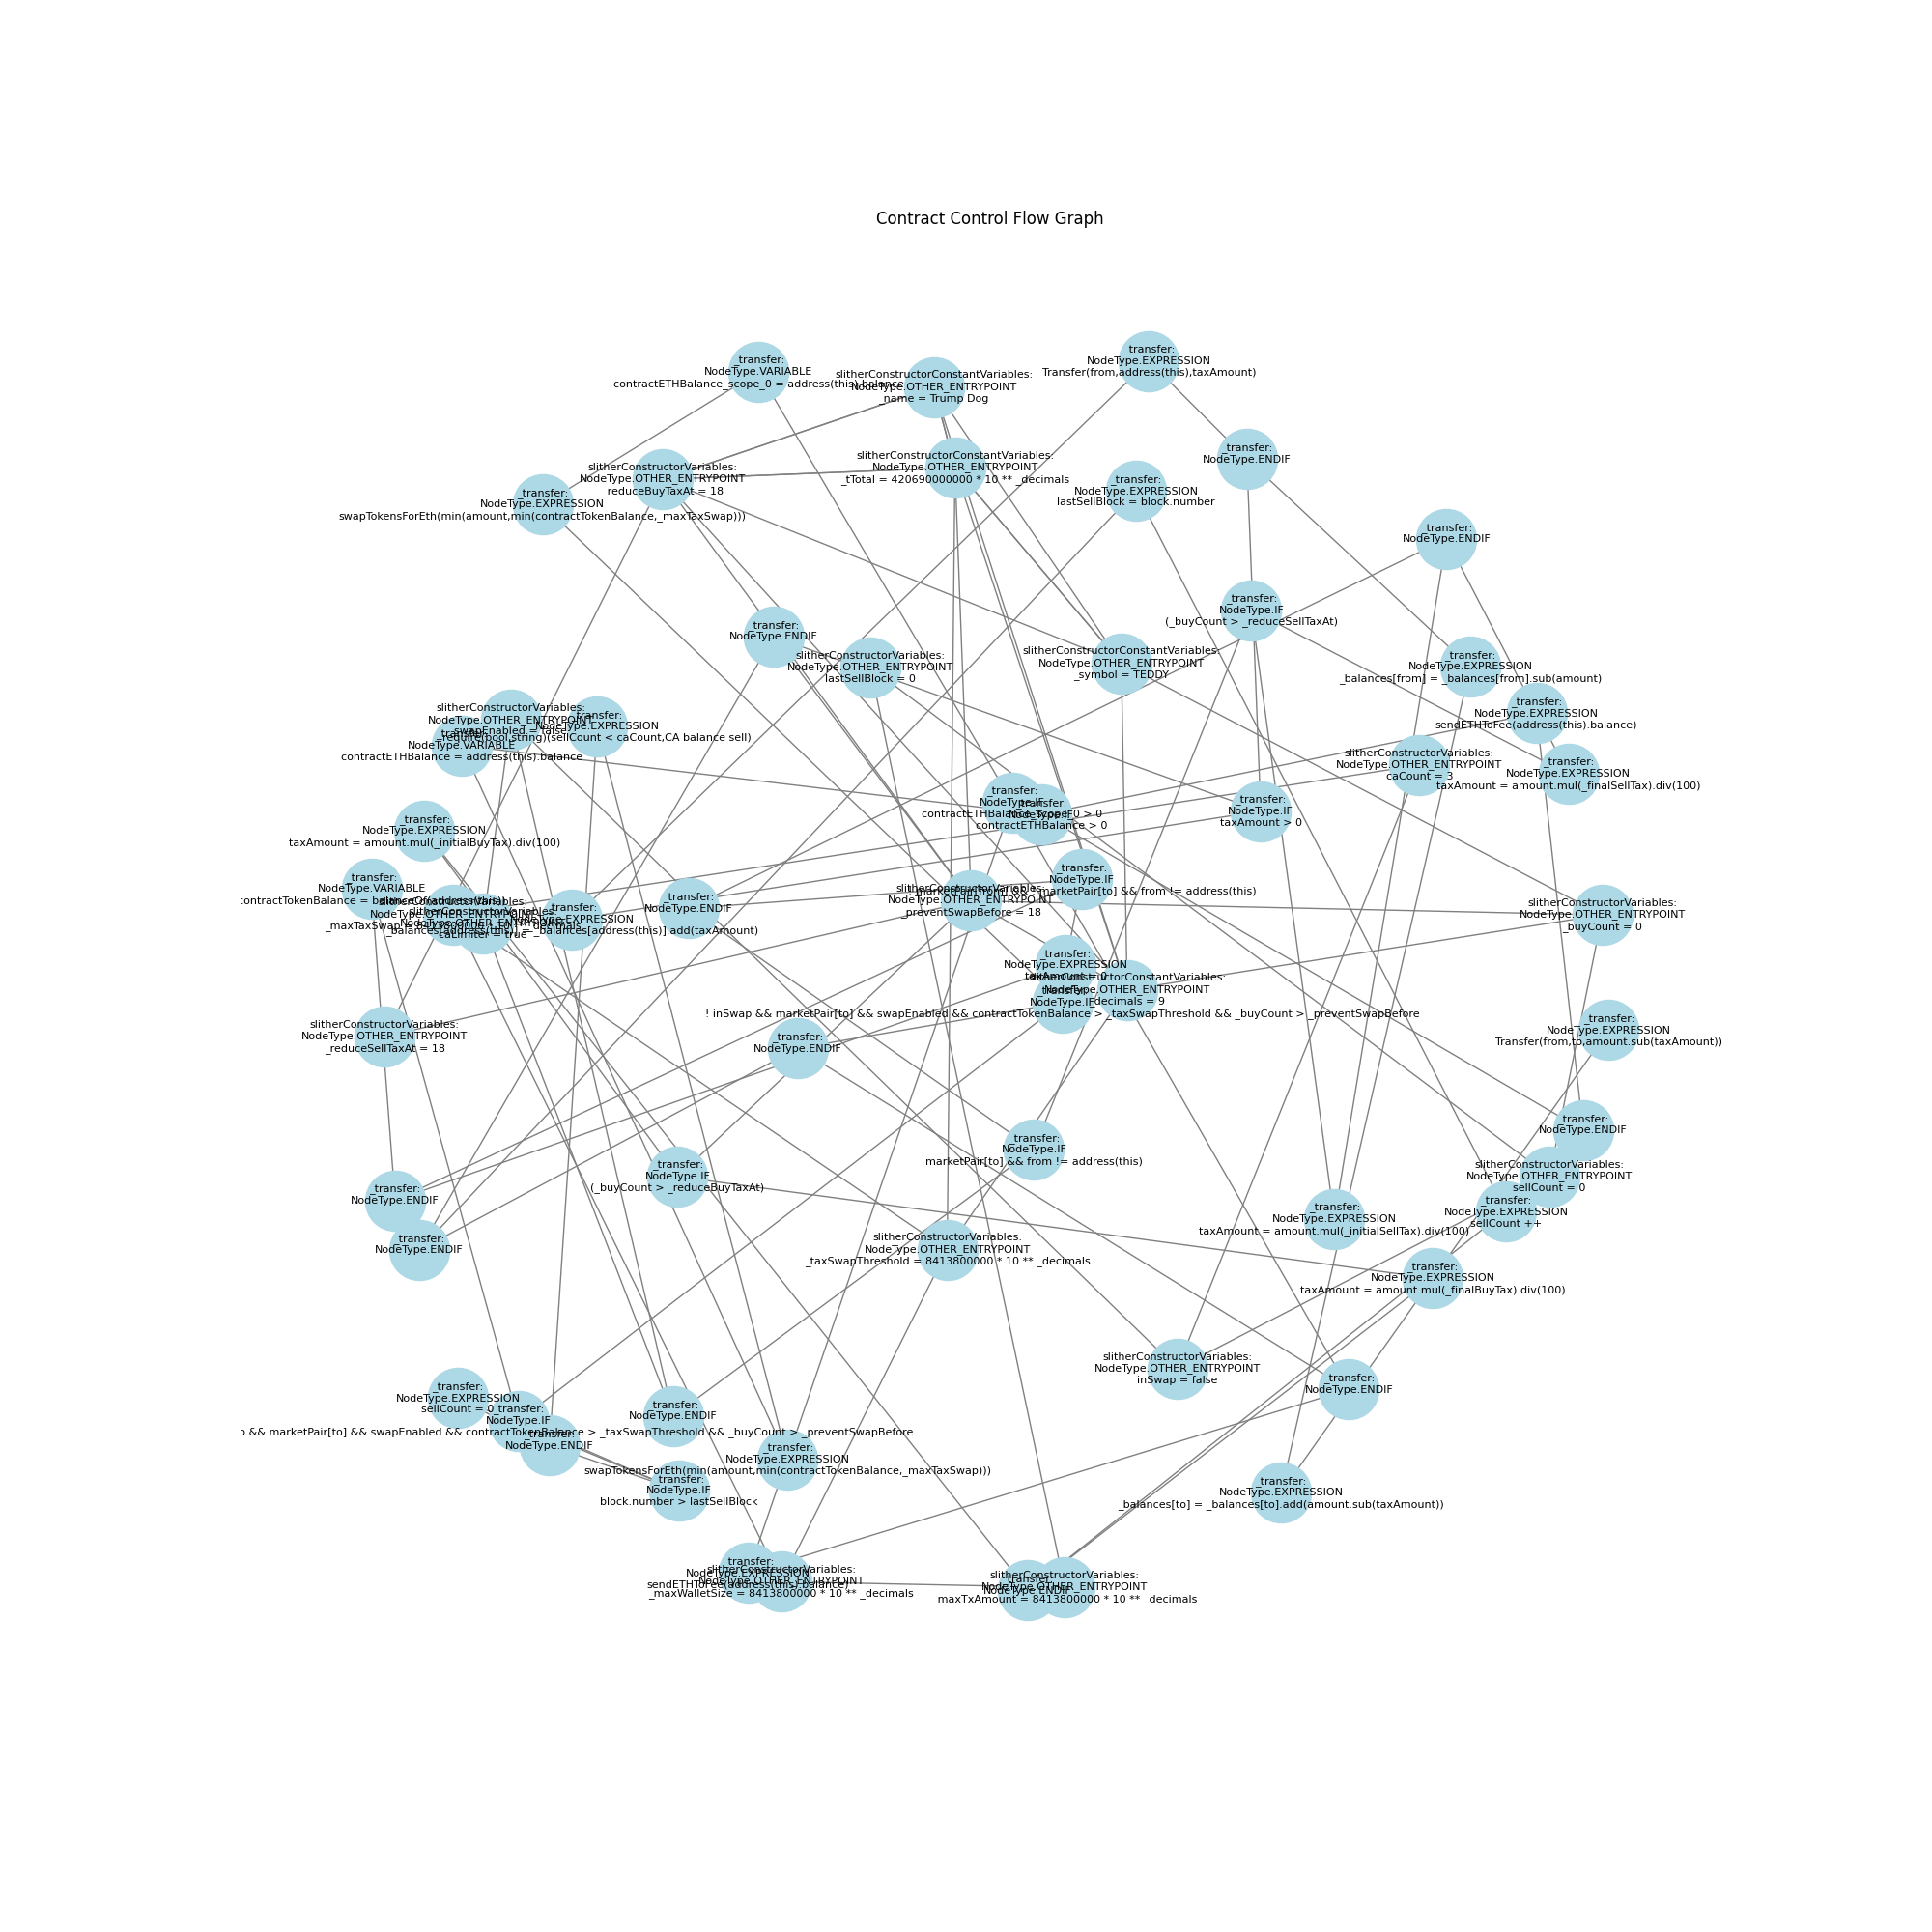 Contract Control Flow Graph
_transfer:
NodeType.EXPRESSION
Transfer(from,address(this),taxAmount)
_transfer:
NodeType.VARIABLE
contractETHBalance_scope_0 = address(this).balance
slitherConstructorConstantVariables:
NodeType.OTHER_ENTRYPOINT
_name = Trump Dog
_transfer:
NodeType.ENDIF
slitherConstructorConstantVariables:
NodeType.OTHER_ENTRYPOINT
_tTotal = 420690000000 * 10 ** _decimals
slitherConstructorVariables:
NodeType.OTHER_ENTRYPOINT
_reduceBuyTaxAt = 18
_transfer:
NodeType.EXPRESSION
lastSellBlock = block.number
_transfer:
NodeType.EXPRESSION
swapTokensForEth(min(amount,min(contractTokenBalance,_maxTaxSwap)))
_transfer:
NodeType.ENDIF
_transfer:
NodeType.IF
(_buyCount > _reduceSellTaxAt)
_transfer:
NodeType.ENDIF
slitherConstructorVariables:
NodeType.OTHER_ENTRYPOINT
lastSellBlock = 0
slitherConstructorConstantVariables:
NodeType.OTHER_ENTRYPOINT
_symbol = TEDDY
_transfer:
NodeType.EXPRESSION
_balances[from] = _balances[from].sub(amount)
_transfer:
NodeType.EXPRESSION
sendETHToFee(address(this).balance)
slitherConstructorVariables:
NodeType.OTHER_ENTRYPOINT
swapEnabled = false
_transfer:
NodeType.EXPRESSION
require(bool,string)(sellCount < caCount,CA balance sell)
_transfer:
NodeType.VARIABLE
contractETHBalance = address(this).balance
slitherConstructorVariables:
NodeType.OTHER_ENTRYPOINT
caCount = 3
_transfer:
NodeType.EXPRESSION
taxAmount = amount.mul(_finalSellTax).div(100)
_transfer:
NodeType.IF
contractETHBalance_scope_0 > 0
_transfer:
NodeType.IF
contractETHBalance > 0
_transfer:
NodeType.IF
taxAmount > 0
_transfer:
NodeType.EXPRESSION
taxAmount = amount.mul(_initialBuyTax).div(100)
_transfer:
NodeType.IF
marketPair[to] && from != address(this)
_transfer:
NodeType.VARIABLE
contractTokenBalance = balanceOf(address(this))
slitherConstructorVariables:
NodeType.OTHER_ENTRYPOINT
_preventSwapBefore = 18
slitherConstructorVariables:
NodeType.OTHER_ENTRYPOINT
caLimiter = true
_transfer:
NodeType.EXPRESSION
_balances[address(this)] = _balances[address(this)].add(taxAmount)
_transfer:
NodeType.ENDIF
slitherConstructorVariables:
NodeType.OTHER_ENTRYPOINT
_buyCount = 0
_transfer:
NodeType.EXPRESSION
taxAmount = 0
slitherConstructorConstantVariables:
NodeType.OTHER_ENTRYPOINT
_decimals = 9
_transfer:
NodeType.IF
! inSwap && marketPair[to] && swapEnabled && contractTokenBalance > _taxSwapThreshold && _buyCount > _preventSwapBefore
slitherConstructorVariables:
NodeType.OTHER_ENTRYPOINT
_reduceSellTaxAt = 18
_transfer:
NodeType.ENDIF
_transfer:
NodeType.EXPRESSION
Transfer(from,to,amount.sub(taxAmount))
_transfer:
NodeType.ENDIF
_transfer:
NodeType.IF
marketPair[to] && from != address(this)
_transfer:
NodeType.IF
(_buyCount > _reduceBuyTaxAt)
slitherConstructorVariables:
NodeType.OTHER_ENTRYPOINT
sellCount = 0
_transfer:
NodeType.ENDIF
_transfer:
NodeType.EXPRESSION
sellCount ++
_transfer:
NodeType.EXPRESSION
taxAmount = amount.mul(_initialSellTax).div(100)
_transfer:
NodeType.ENDIF
slitherConstructorVariables:
NodeType.OTHER_ENTRYPOINT
_taxSwapThreshold = 8413800000 * 10 ** _decimals
_transfer:
NodeType.EXPRESSION
taxAmount = amount.mul(_finalBuyTax).div(100)
slitherConstructorVariables:
NodeType.OTHER_ENTRYPOINT
inSwap = false
_transfer:
NodeType.ENDIF
_transfer:
NodeType.EXPRESSION
sellCount = 0
_transfer:
NodeType.IF
&& marketPair[to] && swapEnabled && contractTokenBalance > _taxSwapThreshold && _buyCount > _preventSwapBefore
_transfer:
NodeType.ENDIF
_transfer:
NodeType.ENDIF
_transfer:
NodeType.EXPRESSION
swapTokensForEth(min(amount,min(contractTokenBalance,_maxTaxSwap)))
_transfer:
NodeType.IF
block.number > lastSellBlock
_transfer:
NodeType.EXPRESSION
_balances[to] = _balances[to].add(amount.sub(taxAmount))
_transfer:
NodeType.EXPRESSION
sendETHToFee(address(this).balance)
slitherConstructorVariables:
NodeType.OTHER_ENTRYPOINT
_maxWalletSize = 8413800000 * 10 ** _decimals
_transfer:
NodeType.ENDIF
slitherConstructorVariables:
NodeType.OTHER_ENTRYPOINT
_maxTxAmount = 8413800000 * 10 ** _decimals